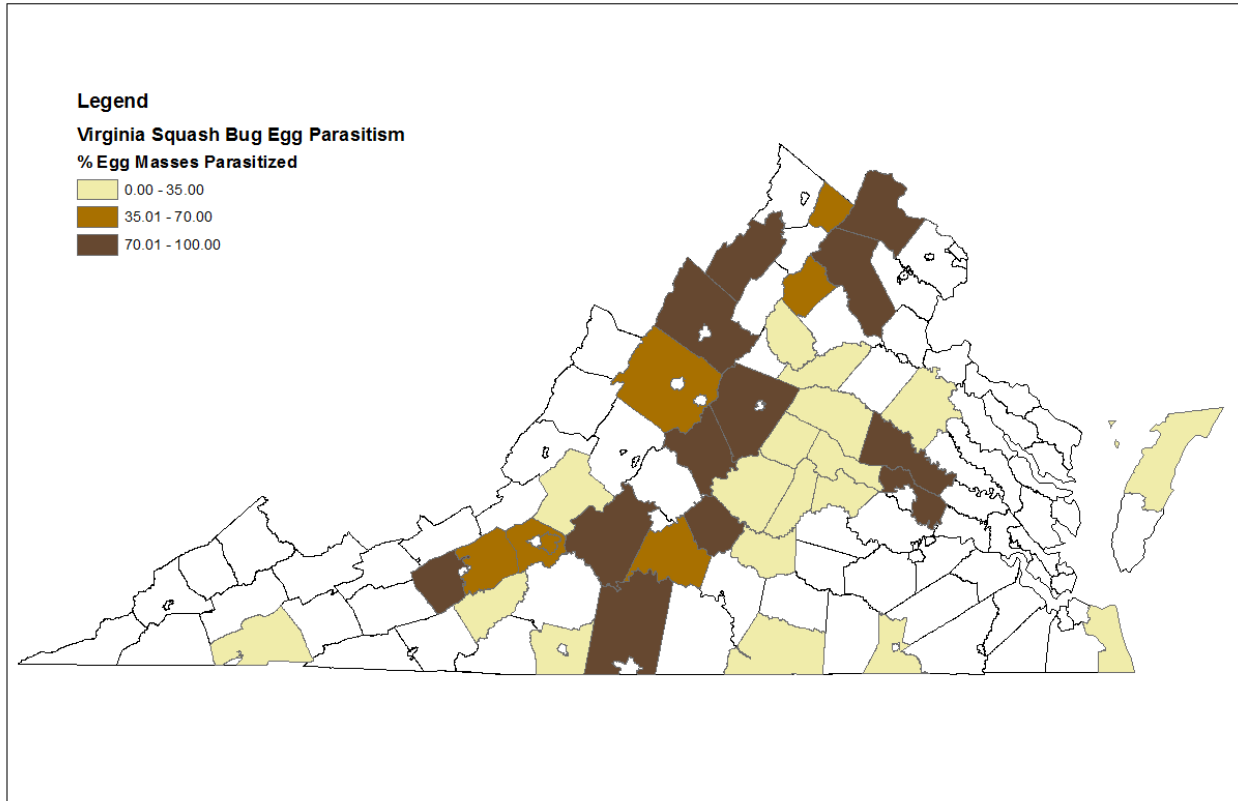 Legend
Virginia Squash Bug Egg Parasitism
% Egg Masses Parasitized
0.00 - 35.00
35.01 - 70.00
70.01 - 100.00